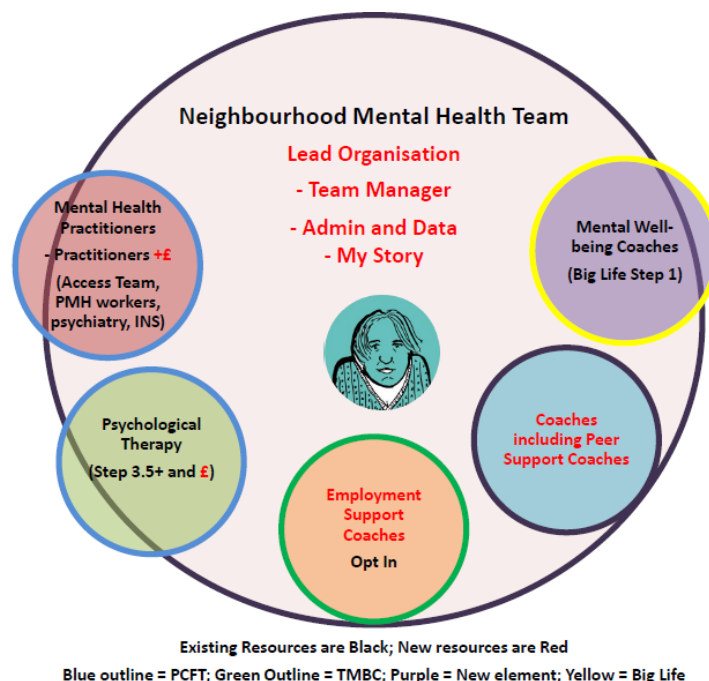 Neighbourhood Mental Health Team
Lead Organisation
- Team Manager
- Admin and Data
- My Story
Mental Health
Practitioners
- Practitioners +£
(Access Team,
PMH workers,
psychiatry, INS)
Mental Well-
being Coaches
(Big Life Step 1)
Psychological
Therapy
(Step 3.5+ and £)
Coaches
including Peer
Support Coaches
Employment
Support
Coaches
Opt In
Existing Resources are Black; New resources are Red
Blue outline = PCFT; Green Outline = TMBC; Purple = New element; Yellow = Big Life